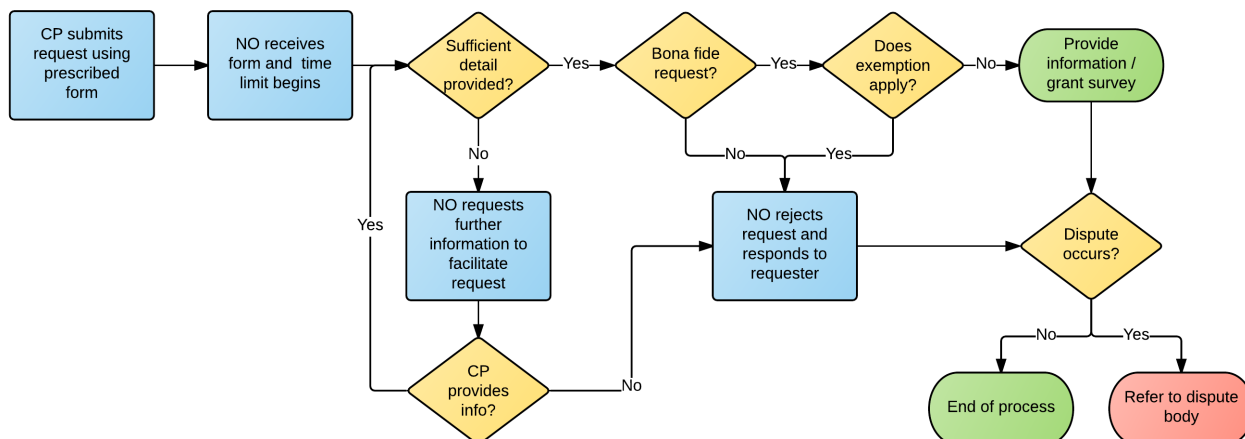 CP submits
request using
prescribed
form
NO receives
form and time
limit begins
Sufficient
detail
provided?
Yes
Bona fide
request?
Yes
Does
exemption
apply?
No
Provide
information /
grant survey
No
No
Yes
Yes
NO requests
further
information to
facilitate
request
NO rejects
request and
responds to
requester
Dispute
occurs?
CP
provides
info?
No
No
Yes
End of process
Refer to dispute
body